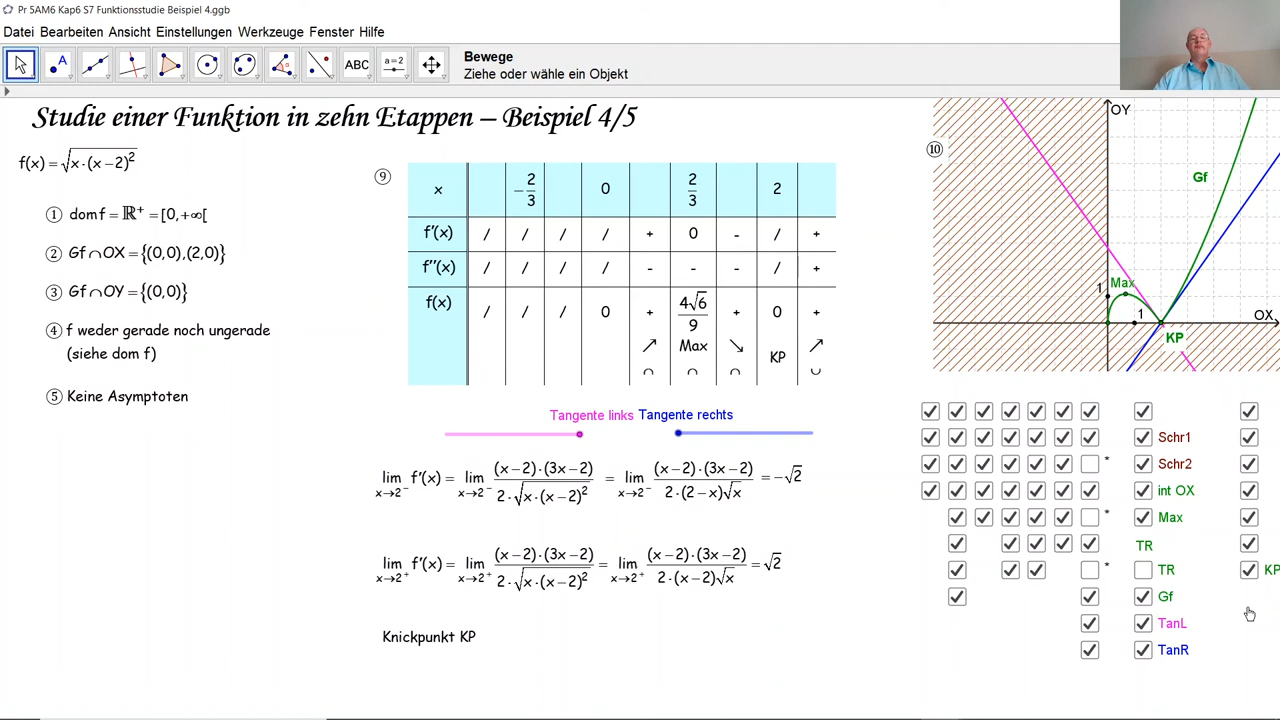 Pr 5AM6 Kap6 S7 Funktionsstudie Beispiel 4.ggb
Datei Bearbeiten Ansicht Einstellungen Werkzeuge Fenster Hilfe
A
ABC
a=2
Bewege
Ziehe oder wähle ein Objekt
Studie einer Funktion in zehn Etappen – Beispiel 4/5
f(x) = √(x·(x−2)²)
① dom f = ℝ⁺ = [0,+∞[
② Gf ∩ OX = {(0,0),(2,0)}
③ Gf ∩ OY = {(0,0)}
④ f weder gerade noch ungerade
(siehe dom f)
⑤ Keine Asymptoten
⑨
x −2/3 0 2/3 2
f'(x) / / / / + 0 - / +
f''(x) / / / / - - - / +
f(x) / / / 0 + 4√6/9 + 0 +
↗ Max ↘ KP ↗
∩ ∩ ∩ ∪
Tangente links Tangente rechts
lim x→2⁻ f'(x) = lim x→2⁻ (x−2)·(3x−2) / 2·√(x·(x−2)²) = lim x→2⁻ (x−2)·(3x−2) / 2·(2−x)√x = −√2
lim x→2⁺ f'(x) = lim x→2⁺ (x−2)·(3x−2) / 2·√(x·(x−2)²) = lim x→2⁺ (x−2)·(3x−2) / 2·(x−2)√x = √2
Knickpunkt KP
⑩
OY
Gf
Max
1
1
OX
KP
Schr1
* Schr2
int OX
* Max
TR
* TR KP
Gf
TanL
TanR